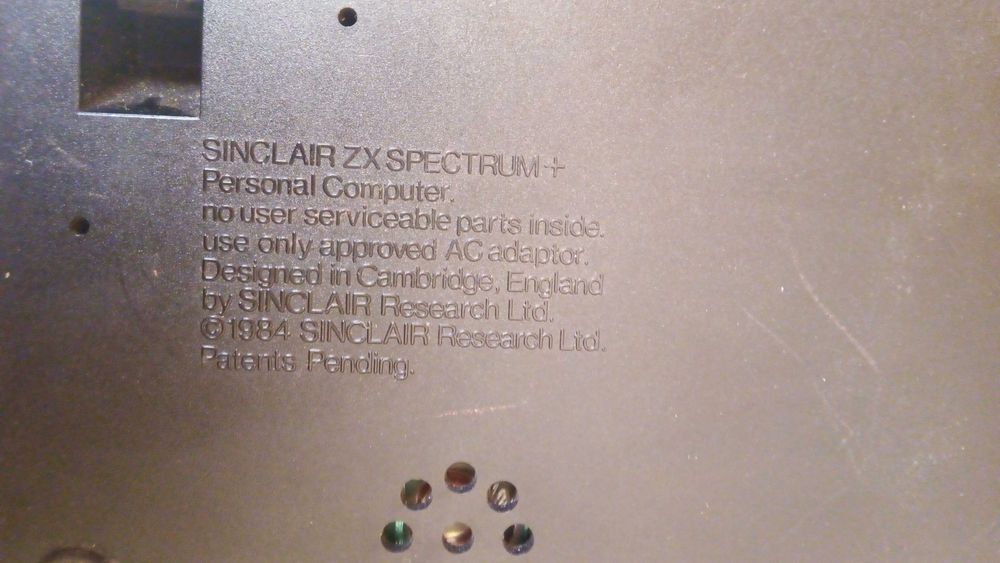 SINCLAIR ZX SPECTRUM+
Personal Computer.
no user serviceable parts inside.
use only approved AC adaptor.
Designed in Cambridge, England
by SINCLAIR Research Ltd.
©1984 SINCLAIR Research Ltd.
Patents Pending.